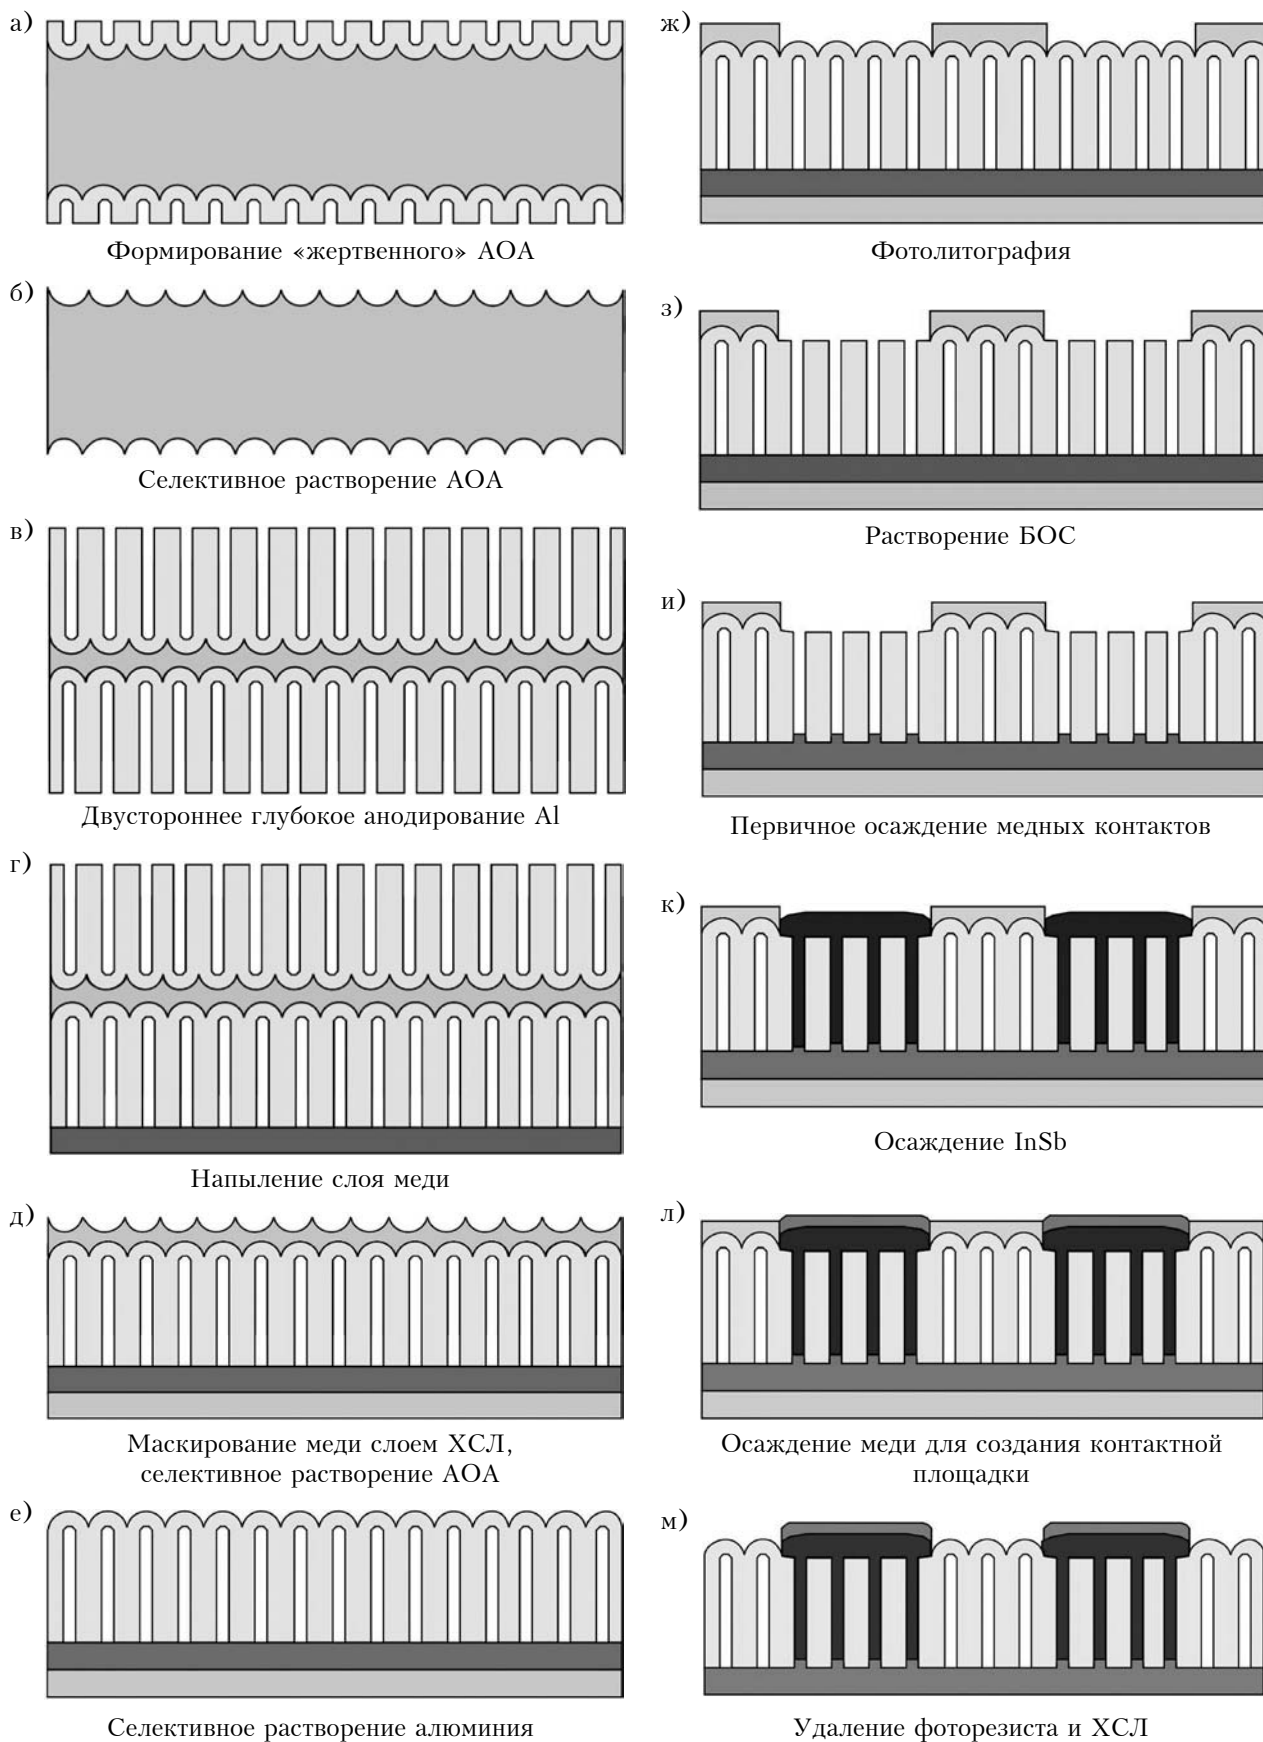 а)
Формирование «жертвенного» АОА
б)
Селективное растворение АОА
в)
Двустороннее глубокое анодирование Al
г)
Напыление слоя меди
д)
Маскирование меди слоем ХСЛ,
селективное растворение АОА
е)
Селективное растворение алюминия
ж)
Фотолитография
з)
Растворение БОС
и)
Первичное осаждение медных контактов
к)
Осаждение InSb
л)
Осаждение меди для создания контактной
площадки
м)
Удаление фоторезиста и ХСЛ